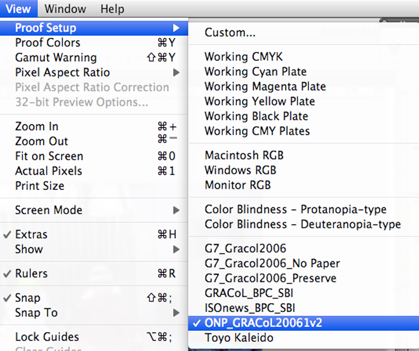 View Window Help
Proof Setup
Proof Colors ⌘Y
Gamut Warning ⇧⌘Y
Pixel Aspect Ratio
Pixel Aspect Ratio Correction
32-bit Preview Options...
Zoom In ⌘+
Zoom Out ⌘−
Fit on Screen ⌘0
Actual Pixels ⌘1
Print Size
Screen Mode
✓ Extras ⌘H
Show
✓ Rulers ⌘R
✓ Snap ⇧⌘;
Snap To
Lock Guides ⌥⌘;
Clear Guides
Custom...
Working CMYK
Working Cyan Plate
Working Magenta Plate
Working Yellow Plate
Working Black Plate
Working CMY Plates
Macintosh RGB
Windows RGB
Monitor RGB
Color Blindness – Protanopia-type
Color Blindness – Deuteranopia-type
G7_Gracol2006
G7_Gracol2006_No Paper
G7_Gracol2006_Preserve
GRACoL_BPC_SBI
ISOnews_BPC_SBI
✓ ONP_GRACoL20061v2
Toyo Kaleido